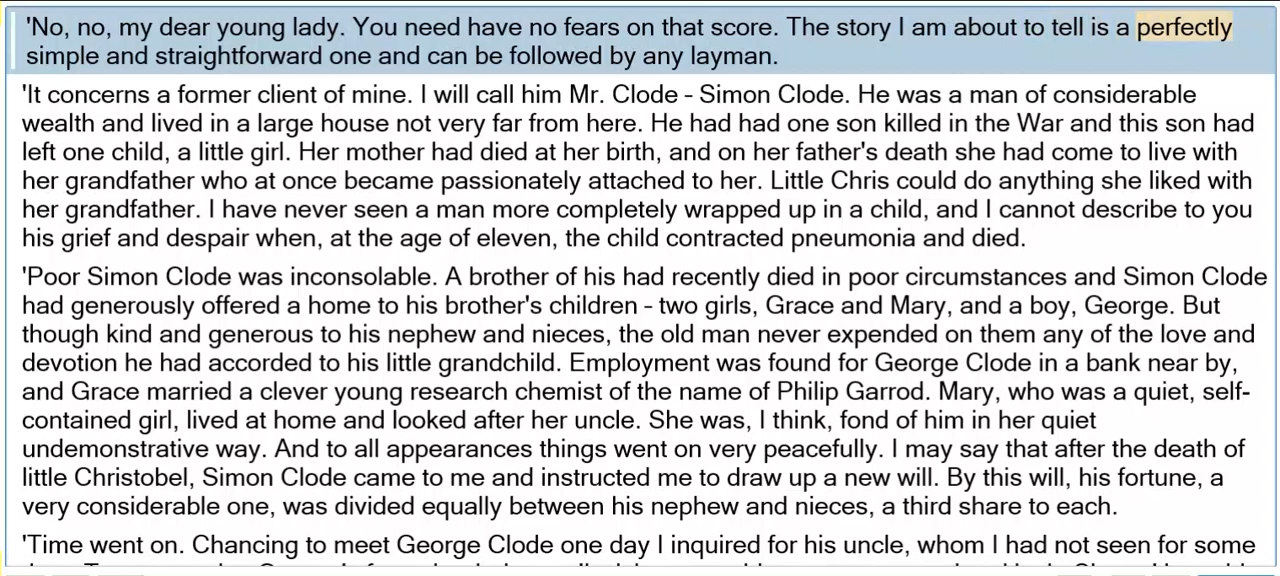 'No, no, my dear young lady. You need have no fears on that score. The story I am about to tell is a perfectly
simple and straightforward one and can be followed by any layman.
'It concerns a former client of mine. I will call him Mr. Clode - Simon Clode. He was a man of considerable
wealth and lived in a large house not very far from here. He had had one son killed in the War and this son had
left one child, a little girl. Her mother had died at her birth, and on her father's death she had come to live with
her grandfather who at once became passionately attached to her. Little Chris could do anything she liked with
her grandfather. I have never seen a man more completely wrapped up in a child, and I cannot describe to you
his grief and despair when, at the age of eleven, the child contracted pneumonia and died.
'Poor Simon Clode was inconsolable. A brother of his had recently died in poor circumstances and Simon Clode
had generously offered a home to his brother's children - two girls, Grace and Mary, and a boy, George. But
though kind and generous to his nephew and nieces, the old man never expended on them any of the love and
devotion he had accorded to his little grandchild. Employment was found for George Clode in a bank near by,
and Grace married a clever young research chemist of the name of Philip Garrod. Mary, who was a quiet, self-
contained girl, lived at home and looked after her uncle. She was, I think, fond of him in her quiet
undemonstrative way. And to all appearances things went on very peacefully. I may say that after the death of
little Christobel, Simon Clode came to me and instructed me to draw up a new will. By this will, his fortune, a
very considerable one, was divided equally between his nephew and nieces, a third share to each.
'Time went on. Chancing to meet George Clode one day I inquired for his uncle, whom I had not seen for some